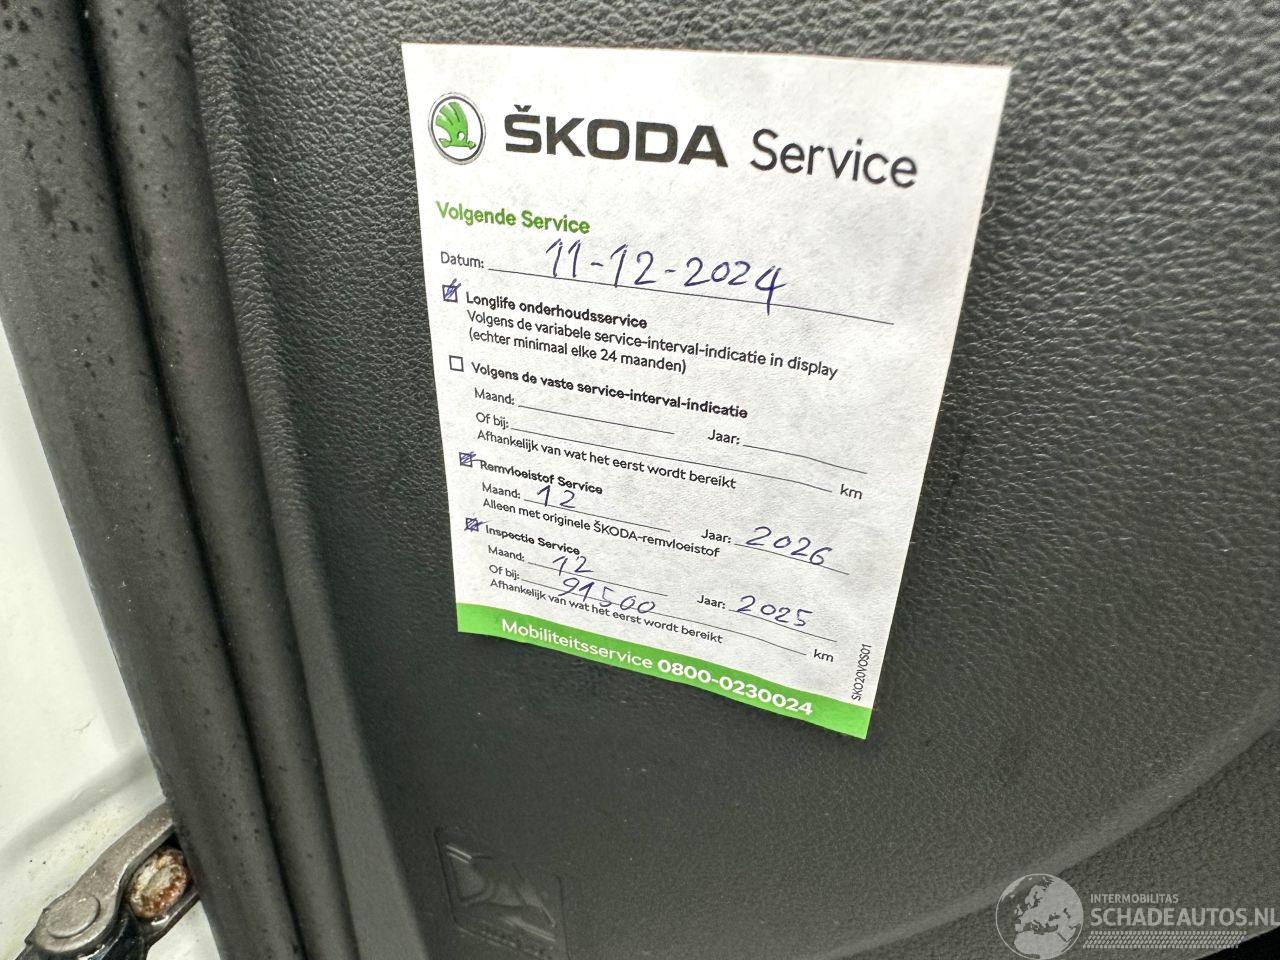 ŠKODA Service
Volgende Service
Datum: 11-12-2024
Longlife onderhoudsservice
Volgens de variabele service-interval-indicatie in display
(echter minimaal elke 24 maanden)
Volgens de vaste service-interval-indicatie
Maand: Jaar:
Of bij: km
Afhankelijk van wat het eerst wordt bereikt
Remvloeistof Service
Maand: 12 Jaar: 2026
Alleen met originele ŠKODA-remvloeistof
Inspectie Service
Maand: 12 Jaar: 2025
Of bij: 91500 km
Afhankelijk van wat het eerst wordt bereikt
SKO20VOS01
Mobiliteitsservice 0800-0230024
INTERMOBILITAS
SCHADEAUTOS.NL